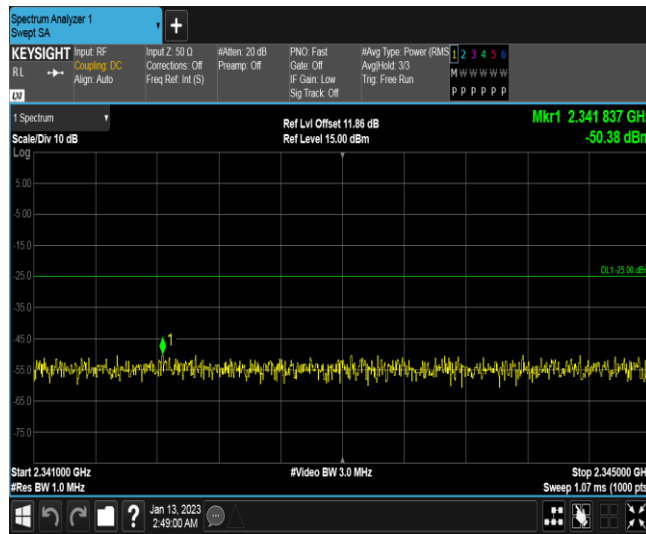 Spectrum Analyzer 1
Swept SA
+
KEYSIGHT
RL
LXI
Input: RF
Coupling: DC
Align: Auto
Input Z: 50 Ω
Corrections: Off
Freq Ref: Int (S)
#Atten: 20 dB
Preamp: Off
PNO: Fast
Gate: Off
IF Gain: Low
Sig Track: Off
#Avg Type: Power (RMS
Avg|Hold: 3/3
Trig: Free Run
1 2 3 4 5 6
M W W W W W
P P P P P P
1 Spectrum
Scale/Div 10 dB
Log
Ref Lvl Offset 11.86 dB
Ref Level 15.00 dBm
Mkr1 2.341 837 GH
-50.38 dBm
5.00
-5.00
-15.0
-25.0
DL1 -25.00 dBm
-35.0
-45.0
1
-55.0
-65.0
-75.0
Start 2.341000 GHz
#Res BW 1.0 MHz
#Video BW 3.0 MHz
Stop 2.345000 GH
Sweep 1.07 ms (1000 pts
?
Jan 13, 2023
2:49:00 AM